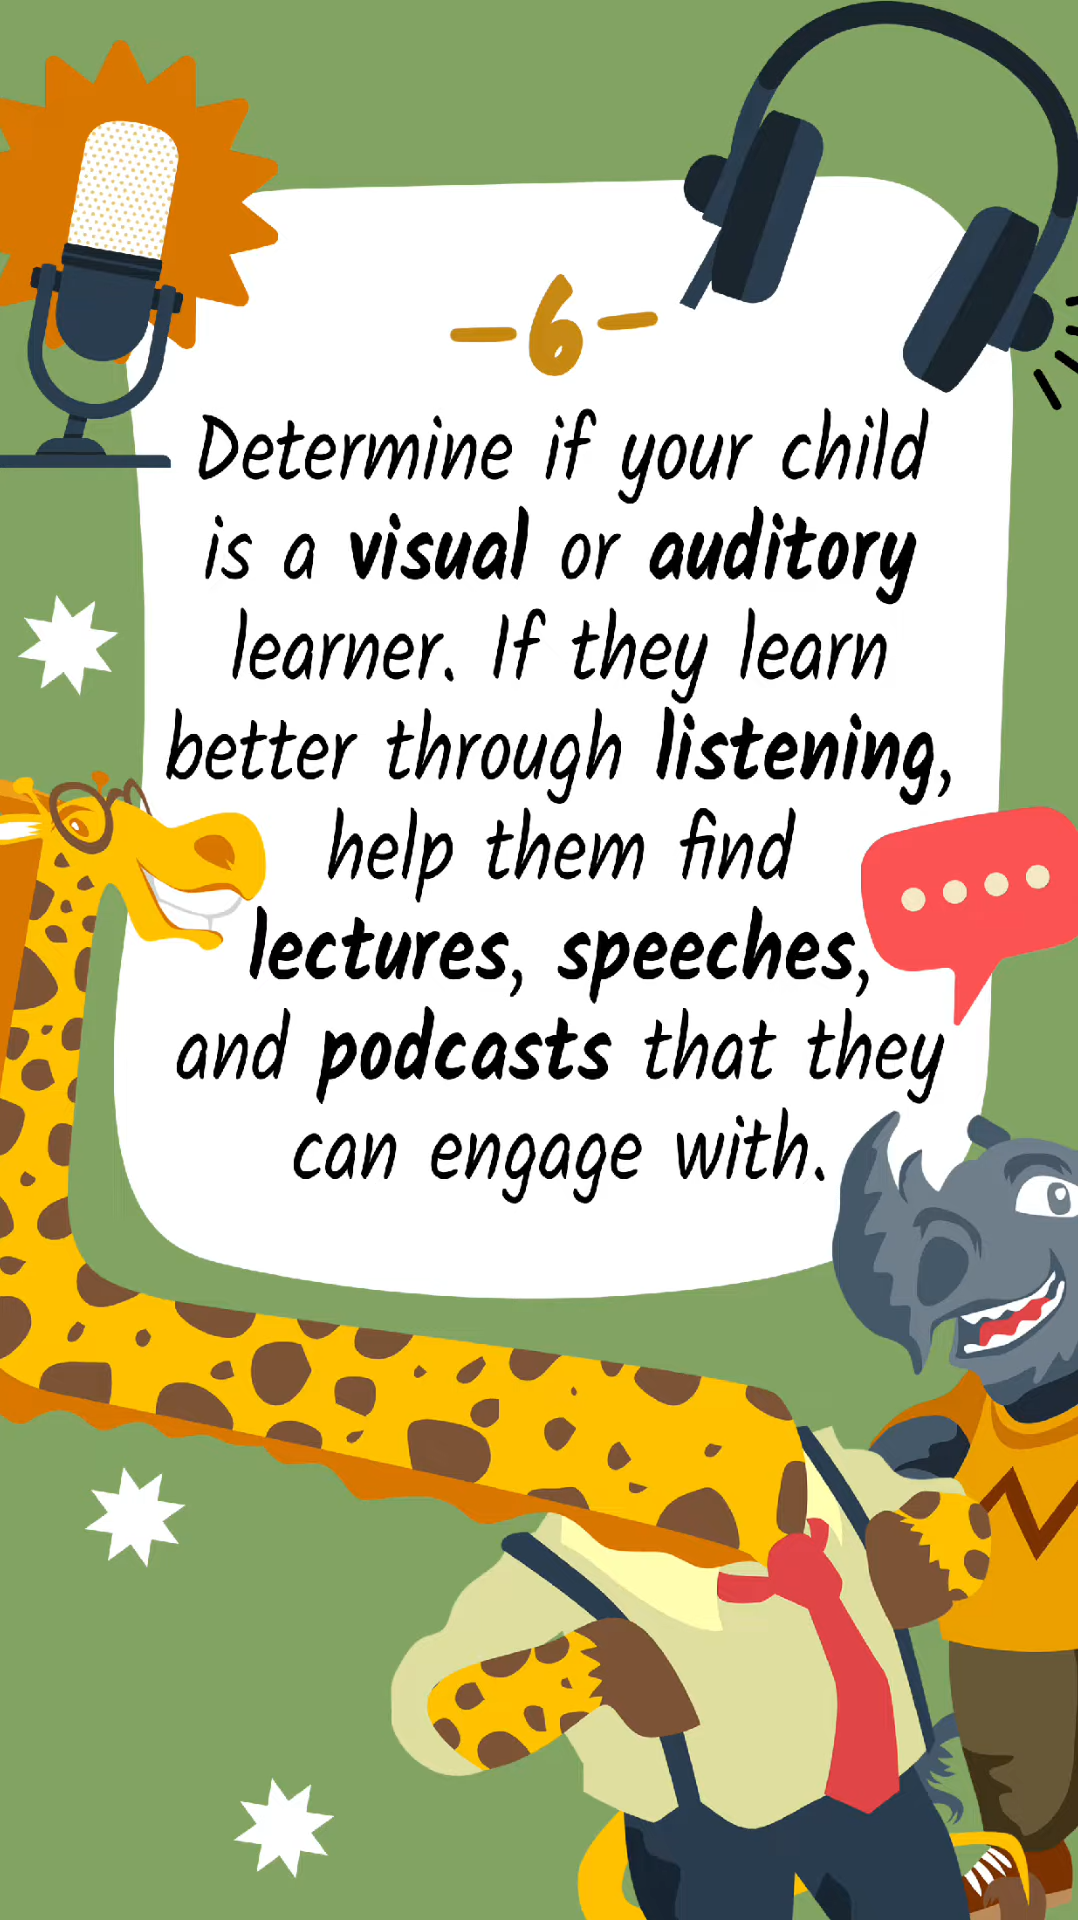 -6-
Determine if your child
is a visual or auditory
learner. If they learn
better through listening,
help them find
lectures, speeches,
and podcasts that they
can engage with.